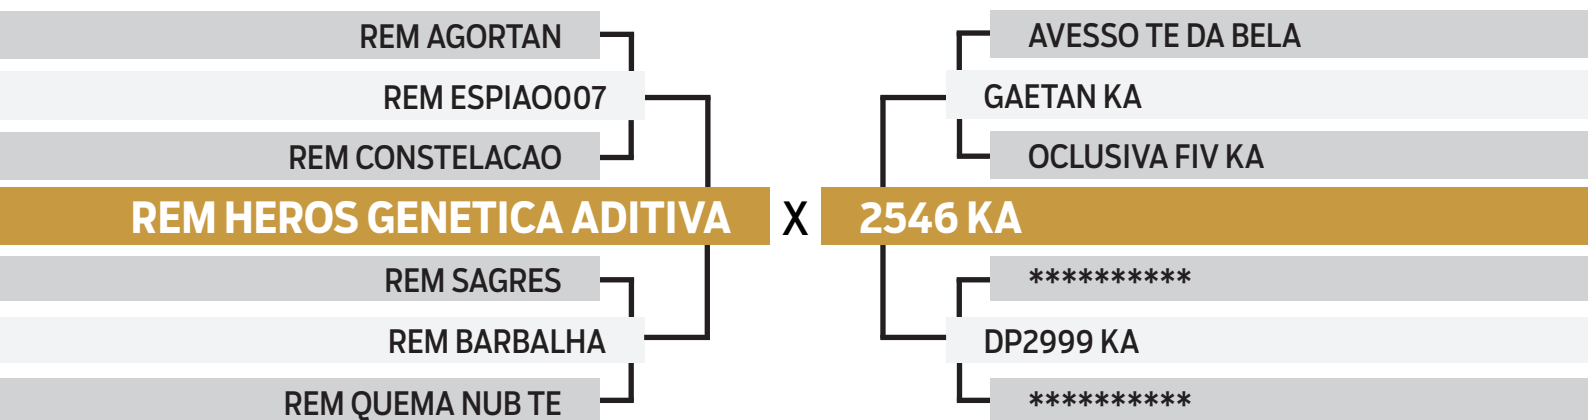 REM AGORTAN
REM ESPIAO007
REM CONSTELACAO
REM HEROS GENETICA ADITIVA X 2546 KA
REM SAGRES
REM BARBALHA
REM QUEMA NUB TE
AVESSO TE DA BELA
GAETAN KA
OCLUSIVA FIV KA
**********
DP2999 KA
**********